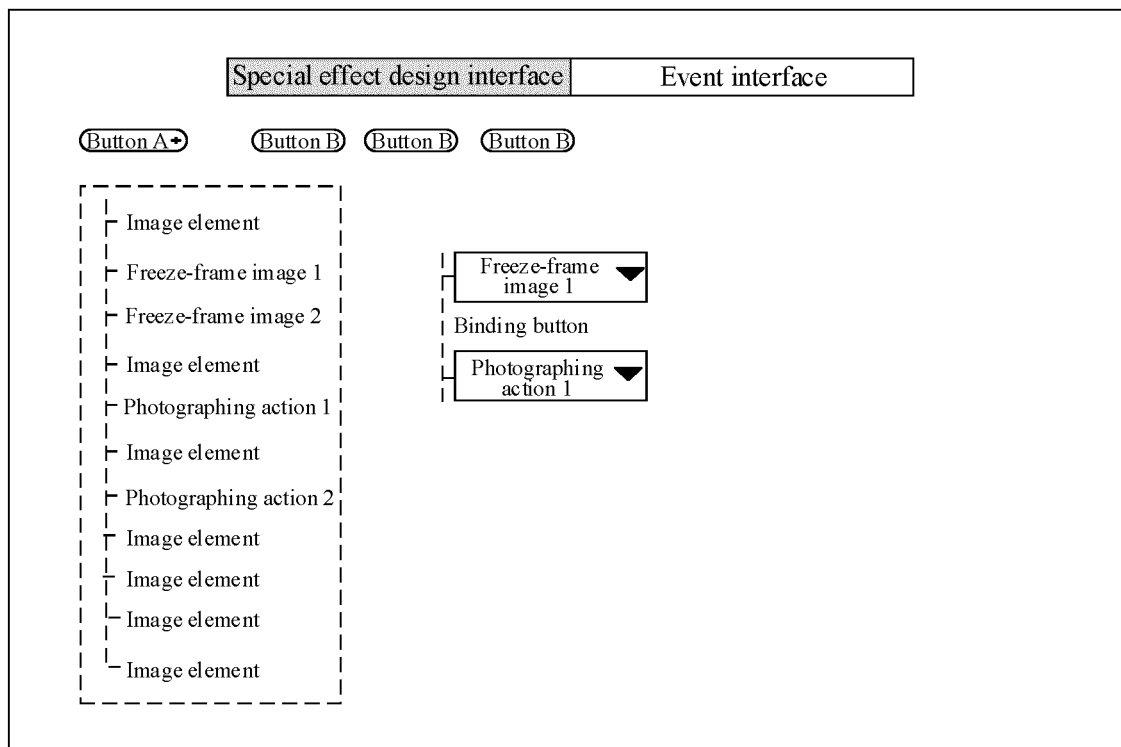 Special effect design interface
Event interface
Button A+
Button B
Button B
Button B
Image element
Freeze-frame image 1
Freeze-frame image 2
Image element
Photographing action 1
Image element
Photographing action 2
Image element
Image element
Image element
Image element
Freeze-frame
image 1
Binding button
Photographing
action 1